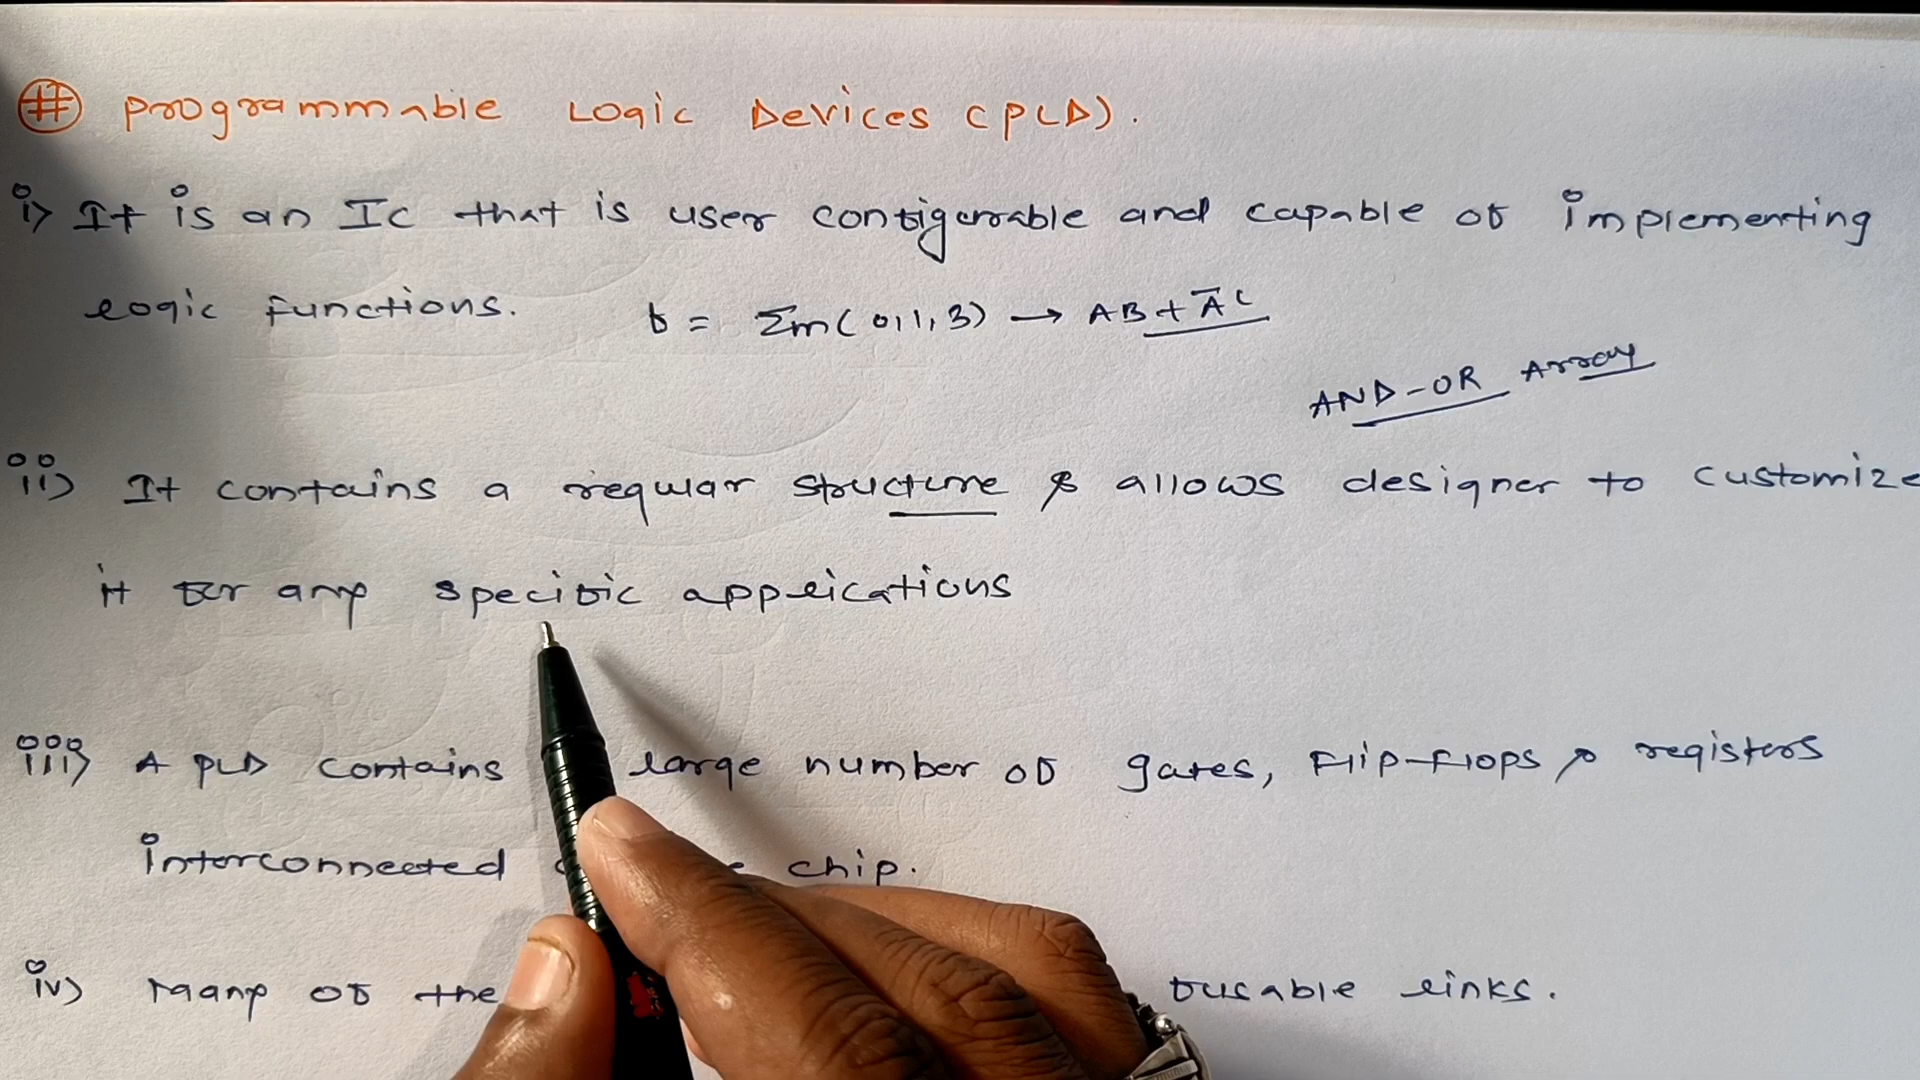 # Programmable Logic Devices (PLD).
i) It is an IC that is user configerable and capable of implementing
logic functions. f = Σm(0,1,3) → AB + A̅C
AND-OR Array
ii) It contains a regular structure & allows designer to customize
it for any specific applications
iii) A PLD contains large number of gates, Flip-Flops & registers
interconnected chip.
iv) Many of the fusable links.